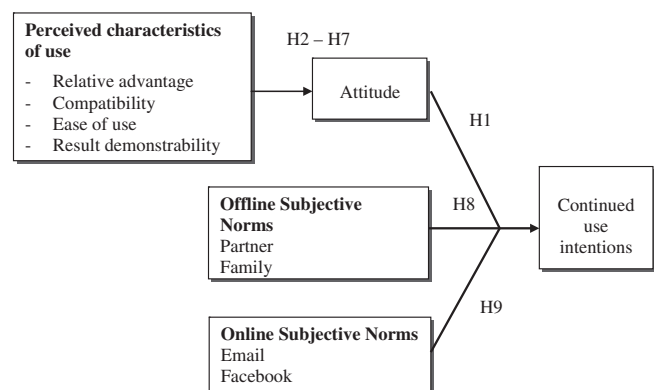 Perceived characteristics
of use
- Relative advantage
- Compatibility
- Ease of use
- Result demonstrability
H2 – H7
Attitude
H1
Offline Subjective
Norms
Partner
Family
H8
Continued
use
intentions
H9
Online Subjective Norms
Email
Facebook